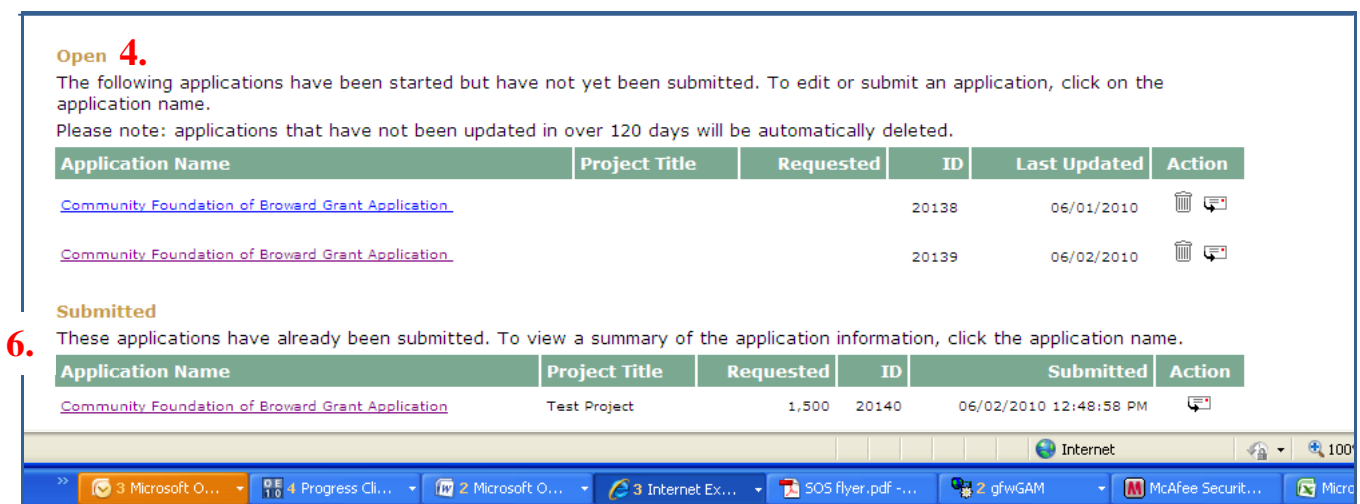 Open 4.
The following applications have been started but have not yet been submitted. To edit or submit an application, click on the
application name.
Please note: applications that have not been updated in over 120 days will be automatically deleted.
Application Name Project Title Requested ID Last Updated Action
Community Foundation of Broward Grant Application 20138 06/01/2010
Community Foundation of Broward Grant Application 20139 06/02/2010
Submitted
6. These applications have already been submitted. To view a summary of the application information, click the application name.
Application Name Project Title Requested ID Submitted Action
Community Foundation of Broward Grant Application Test Project 1,500 20140 06/02/2010 12:48:58 PM
Internet 100%
» 3 Microsoft O... 4 Progress Cli... 2 Microsoft O... 3 Internet Ex... SOS flyer.pdf -... 2 gfwGAM McAfee Securit... Micro